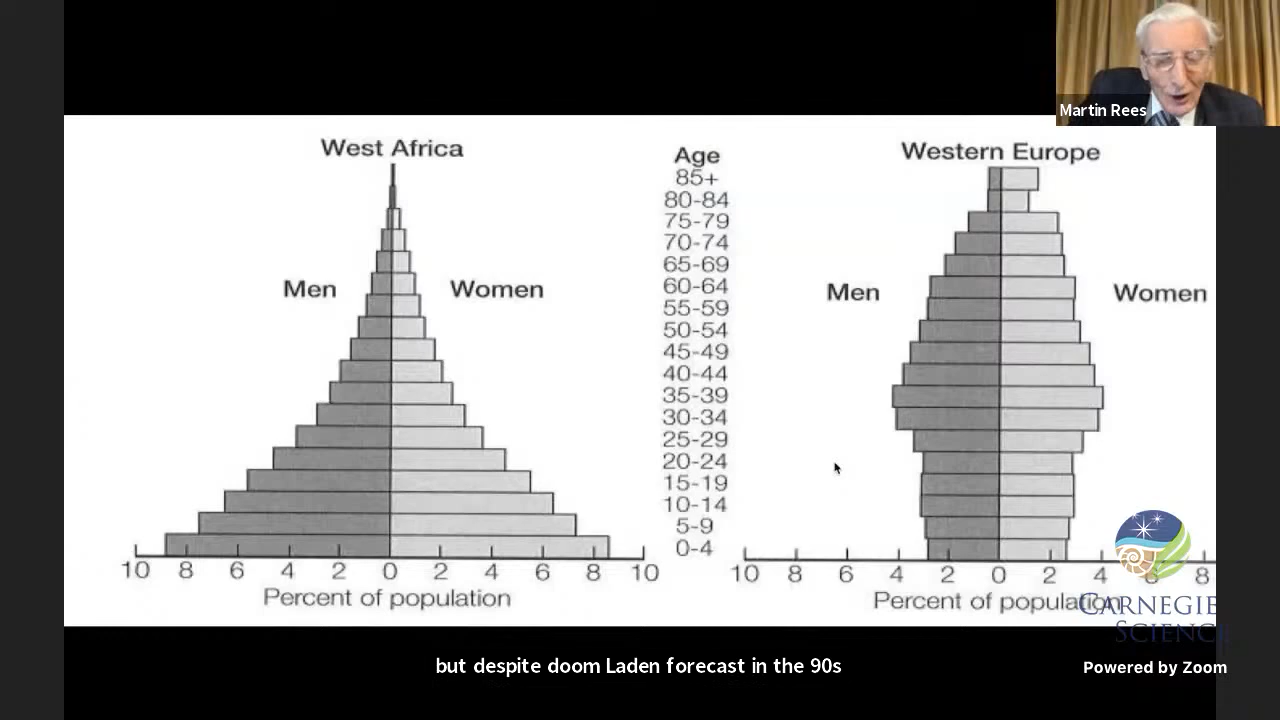 Martin Rees
West Africa
Age
Western Europe
85+
80-84
75-79
70-74
65-69
60-64
55-59
50-54
45-49
40-44
35-39
30-34
25-29
20-24
15-19
10-14
5-9
0-4
Men
Women
Men
Women
10 8 6 4 2 0 2 4 6 8 10
10 8 6 4 2 0 2 4 6 8
Percent of population
Percent of population
CARNEGIE
SCIENCE
but despite doom Laden forecast in the 90s
Powered by Zoom